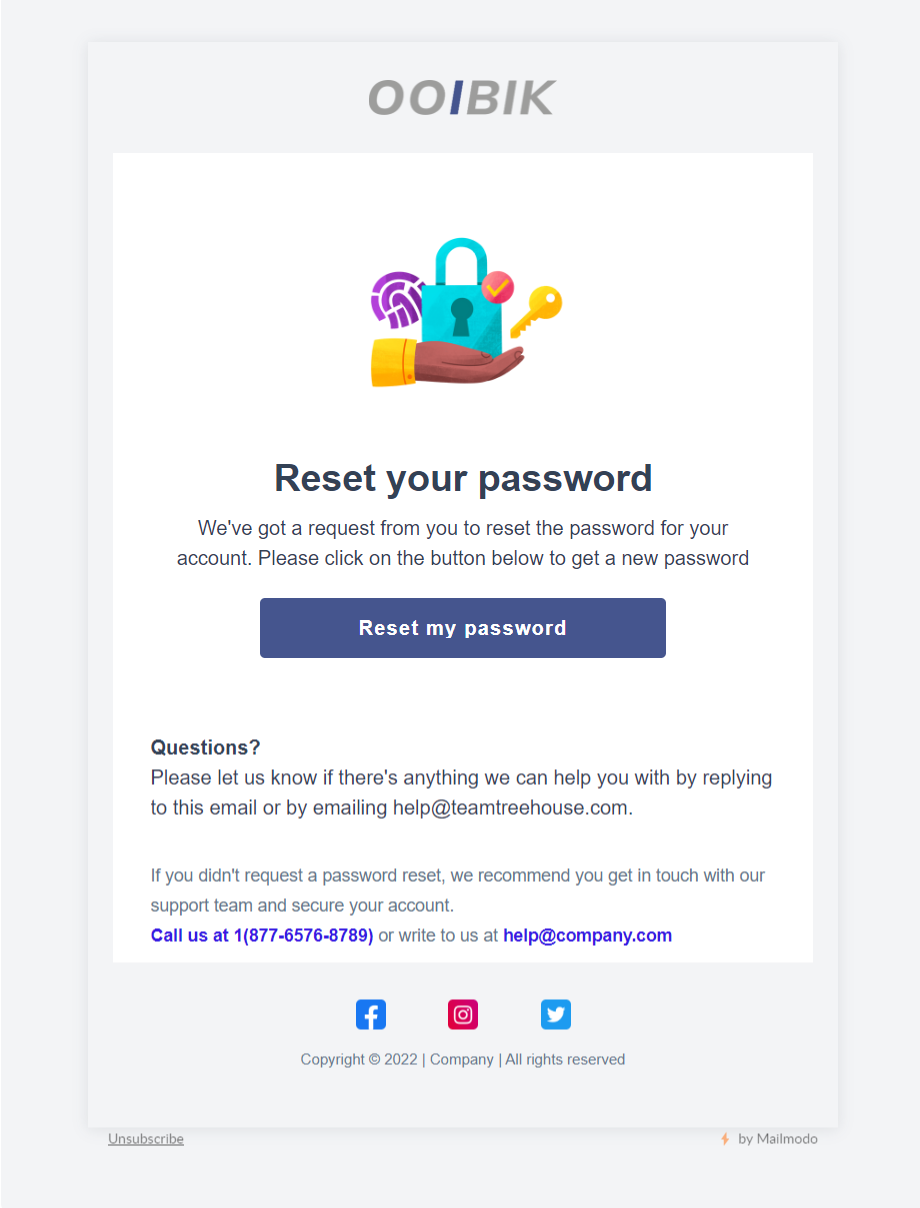 OOIBIK
Reset your password
We've got a request from you to reset the password for your
account. Please click on the button below to get a new password
Reset my password
Questions?
Please let us know if there's anything we can help you with by replying
to this email or by emailing help@teamtreehouse.com.
If you didn't request a password reset, we recommend you get in touch with our
support team and secure your account.
Call us at 1(877-6576-8789) or write to us at help@company.com
Copyright © 2022 | Company | All rights reserved
Unsubscribe
by Mailmodo